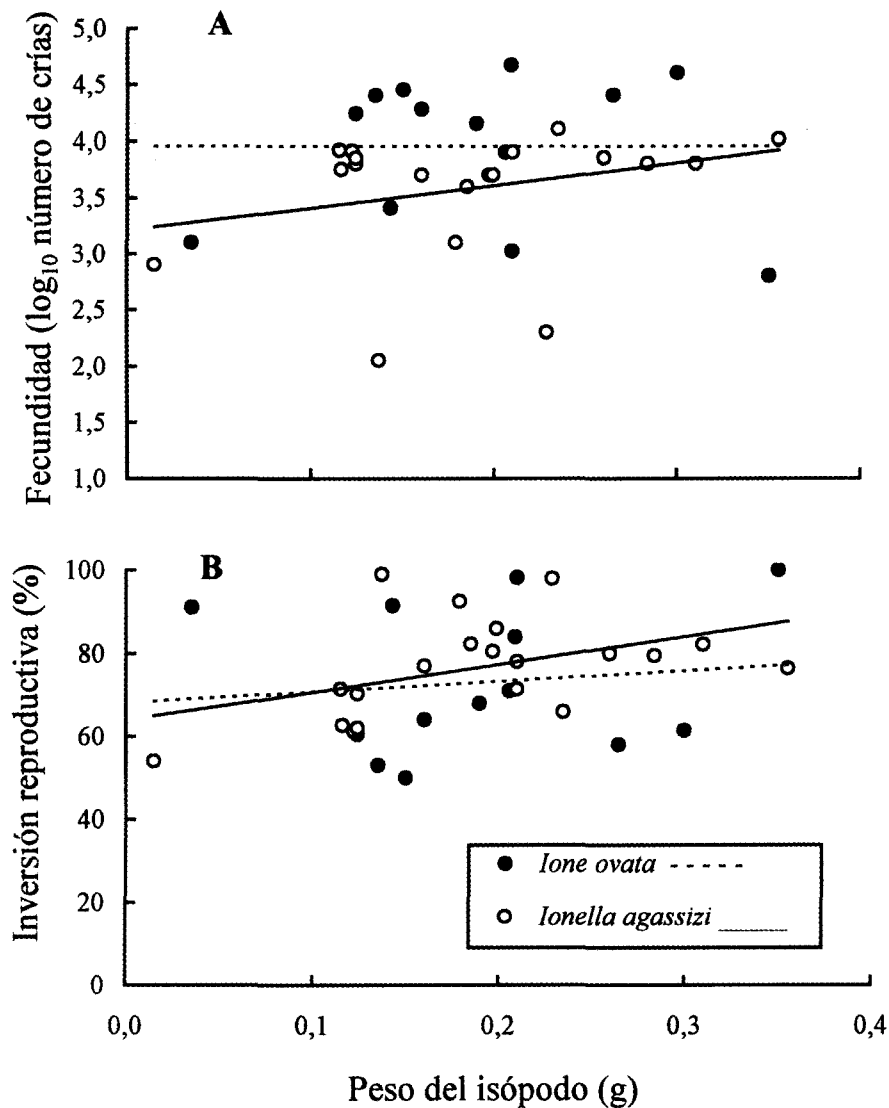 A
Fecundidad (log10 número de crías)
5,0
4,5
4,0
3,5
3,0
2,5
2,0
1,5
1,0
B
Inversión reproductiva (%)
100
80
60
40
20
0
Ione ovata
Ionella agassizi
0,0 0,1 0,2 0,3 0,4
Peso del isópodo (g)